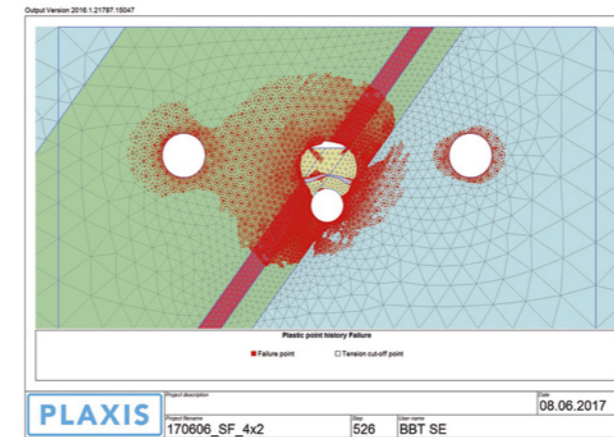 Output Version 2016.1.21797.15047
Plastic point history Failure
Failure point
Tension cut-off point
PLAXIS
Project description
Date
08.06.2017
Project filename
170606_SF_4x2
Step
526
User name
BBT SE